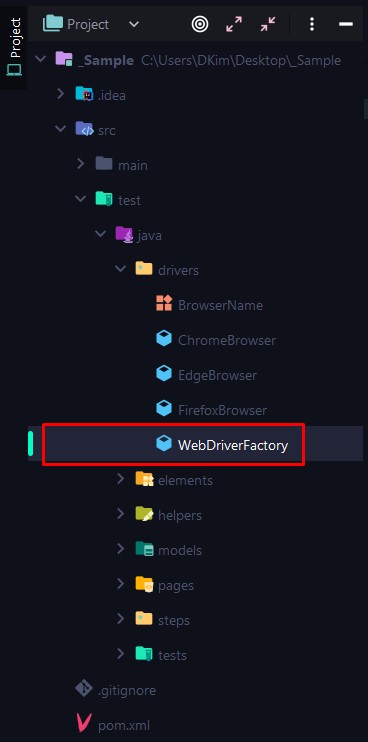 Project
Project
_Sample C:\Users\DKim\Desktop\_Sample
.idea
src
main
test
java
drivers
BrowserName
ChromeBrowser
EdgeBrowser
FirefoxBrowser
WebDriverFactory
elements
helpers
models
pages
steps
tests
.gitignore
pom.xml